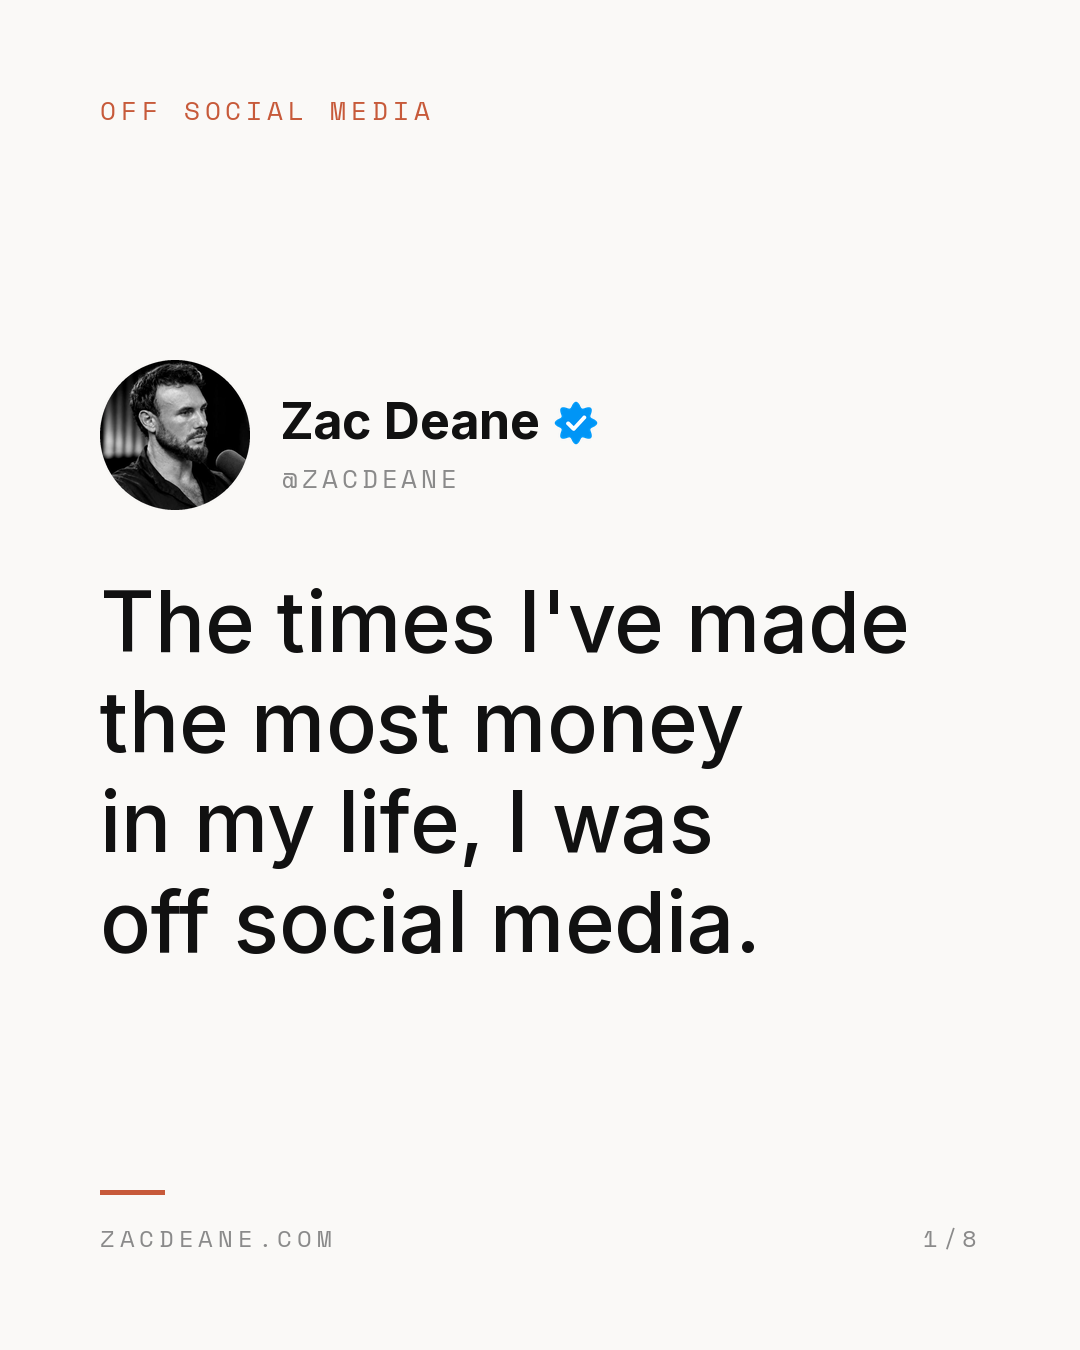 OFF SOCIAL MEDIA
Zac Deane
@ZACDEANE
The times I've made
the most money
in my life, I was
off social media.
ZACDEANE.COM
1/8